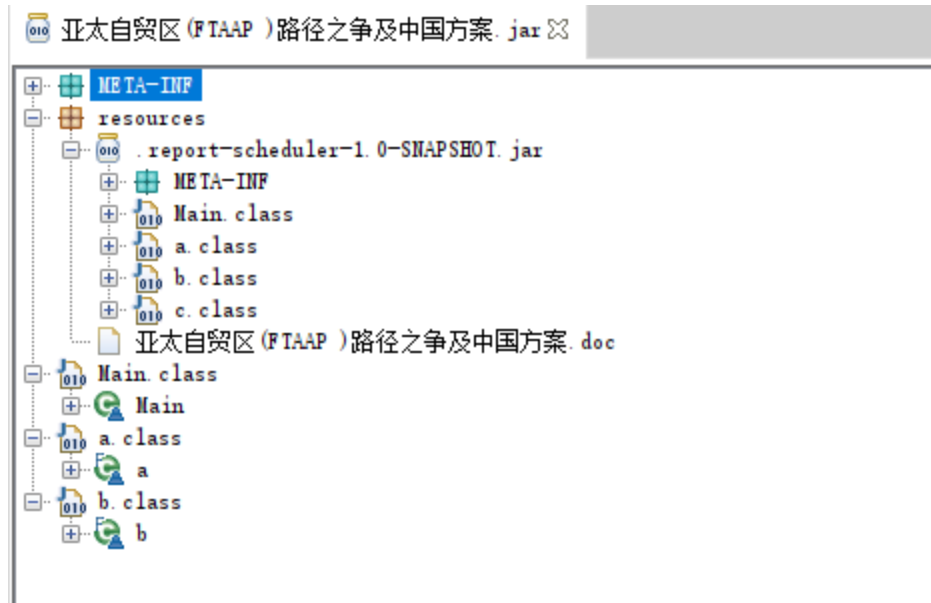 亚太自贸区(FTAAP )路径之争及中国方案.jar
META-INF
resources
.report-scheduler-1.0-SNAPSHOT.jar
META-INF
Main.class
a.class
b.class
c.class
亚太自贸区(FTAAP )路径之争及中国方案.doc
Main.class
Main
a.class
a
b.class
b